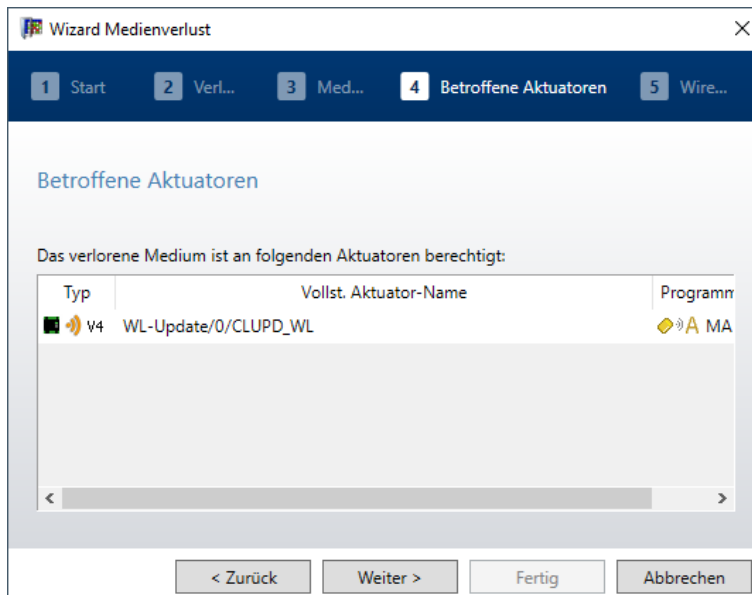 Wizard Medienverlust
1 Start 2 Verl... 3 Med... 4 Betroffene Aktuatoren 5 Wire...
Betroffene Aktuatoren
Das verlorene Medium ist an folgenden Aktuatoren berechtigt:
Typ Vollst. Aktuator-Name Programm
V4 WL-Update/0/CLUPD_WL A MA
< Zurück Weiter > Fertig Abbrechen